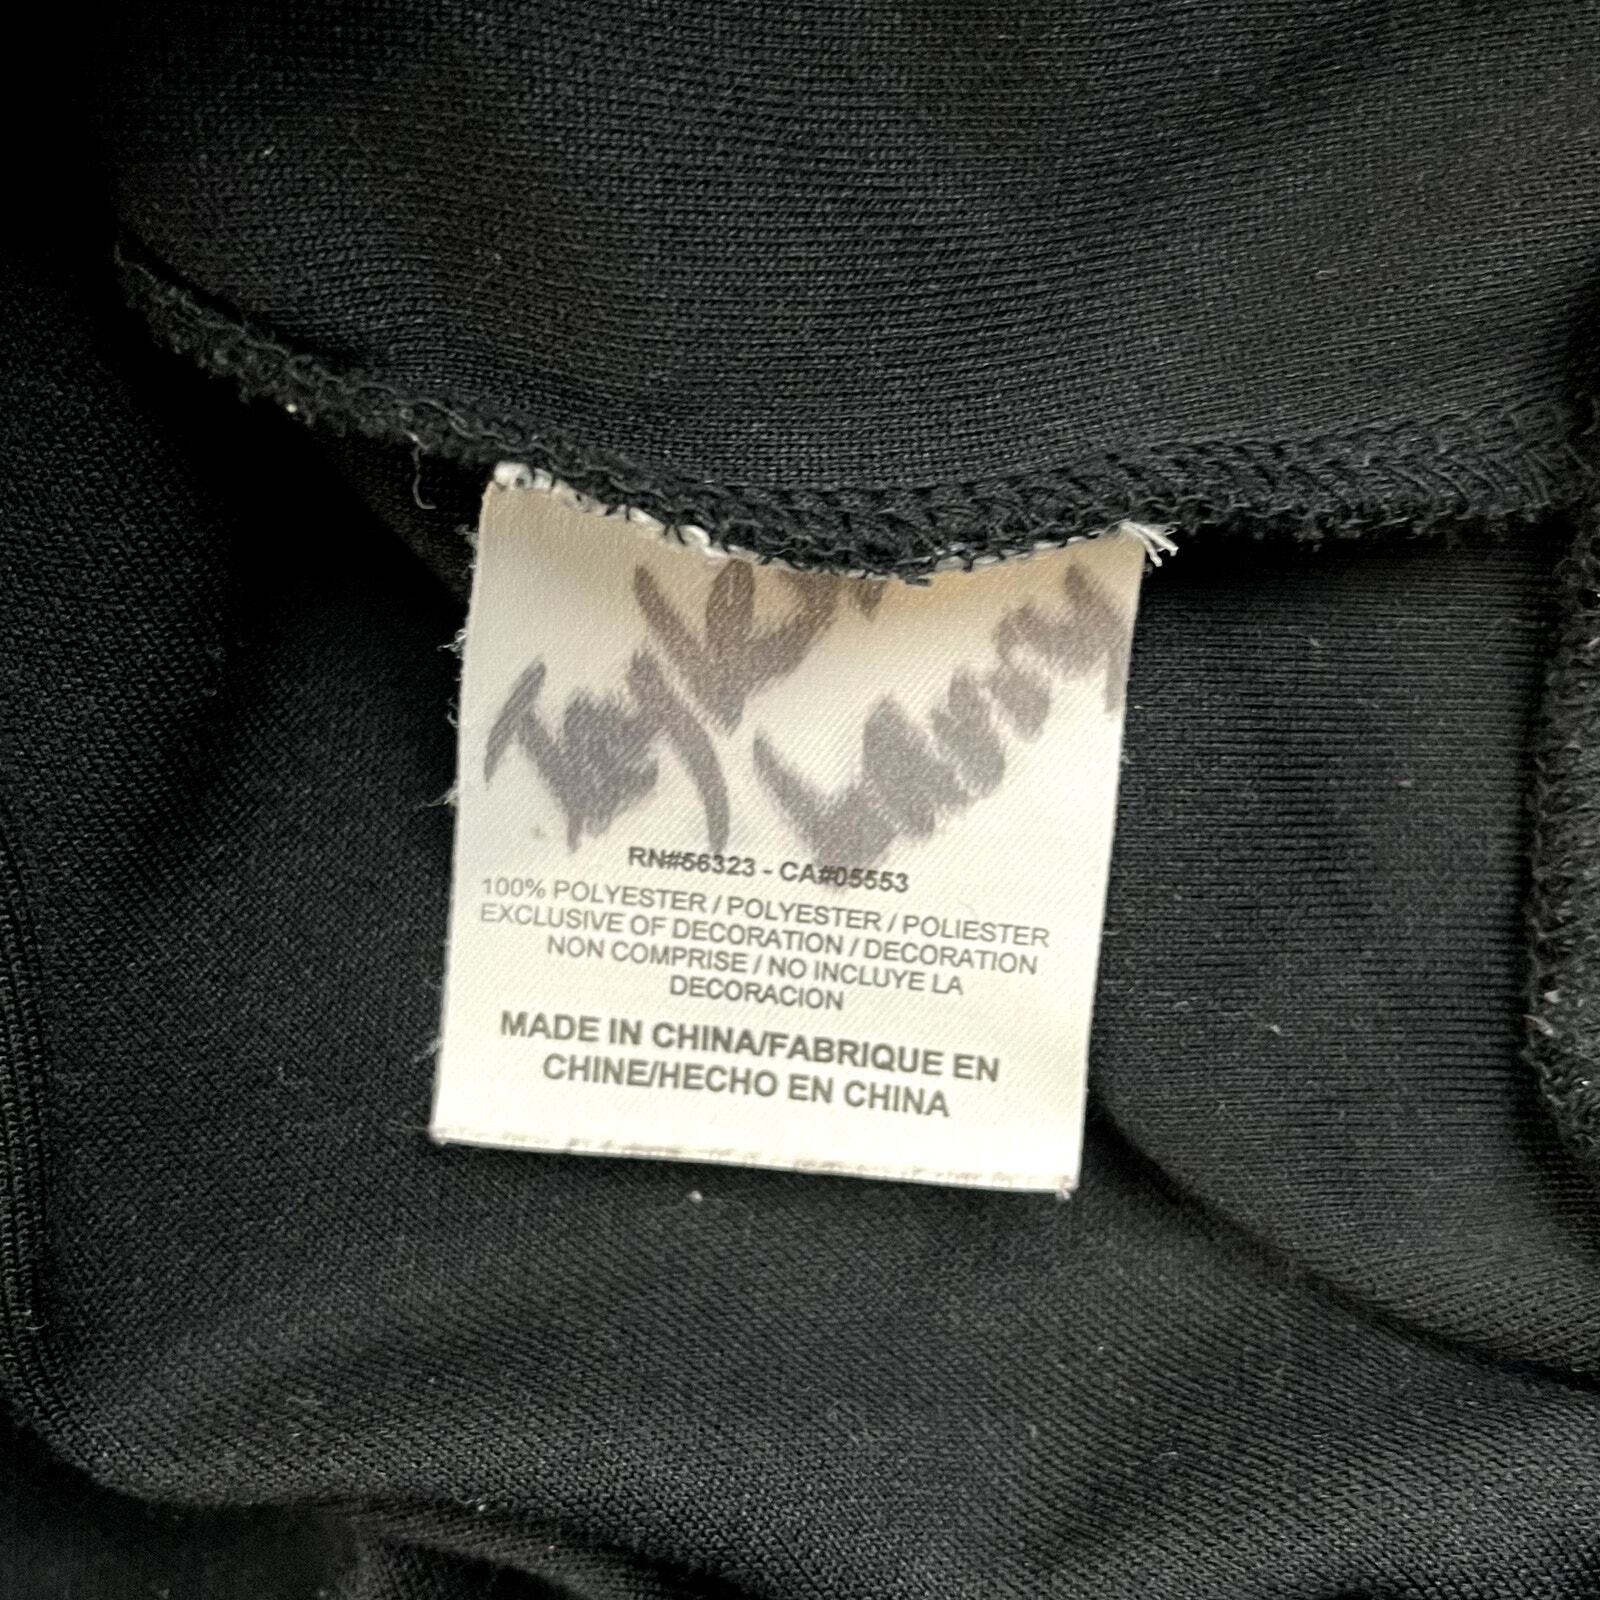 RN#56323 - CA#05553
100% POLYESTER / POLYESTER / POLIESTER
EXCLUSIVE OF DECORATION / DECORATION
NON COMPRISE / NO INCLUYE LA
DECORACION
MADE IN CHINA/FABRIQUE EN
CHINE/HECHO EN CHINA